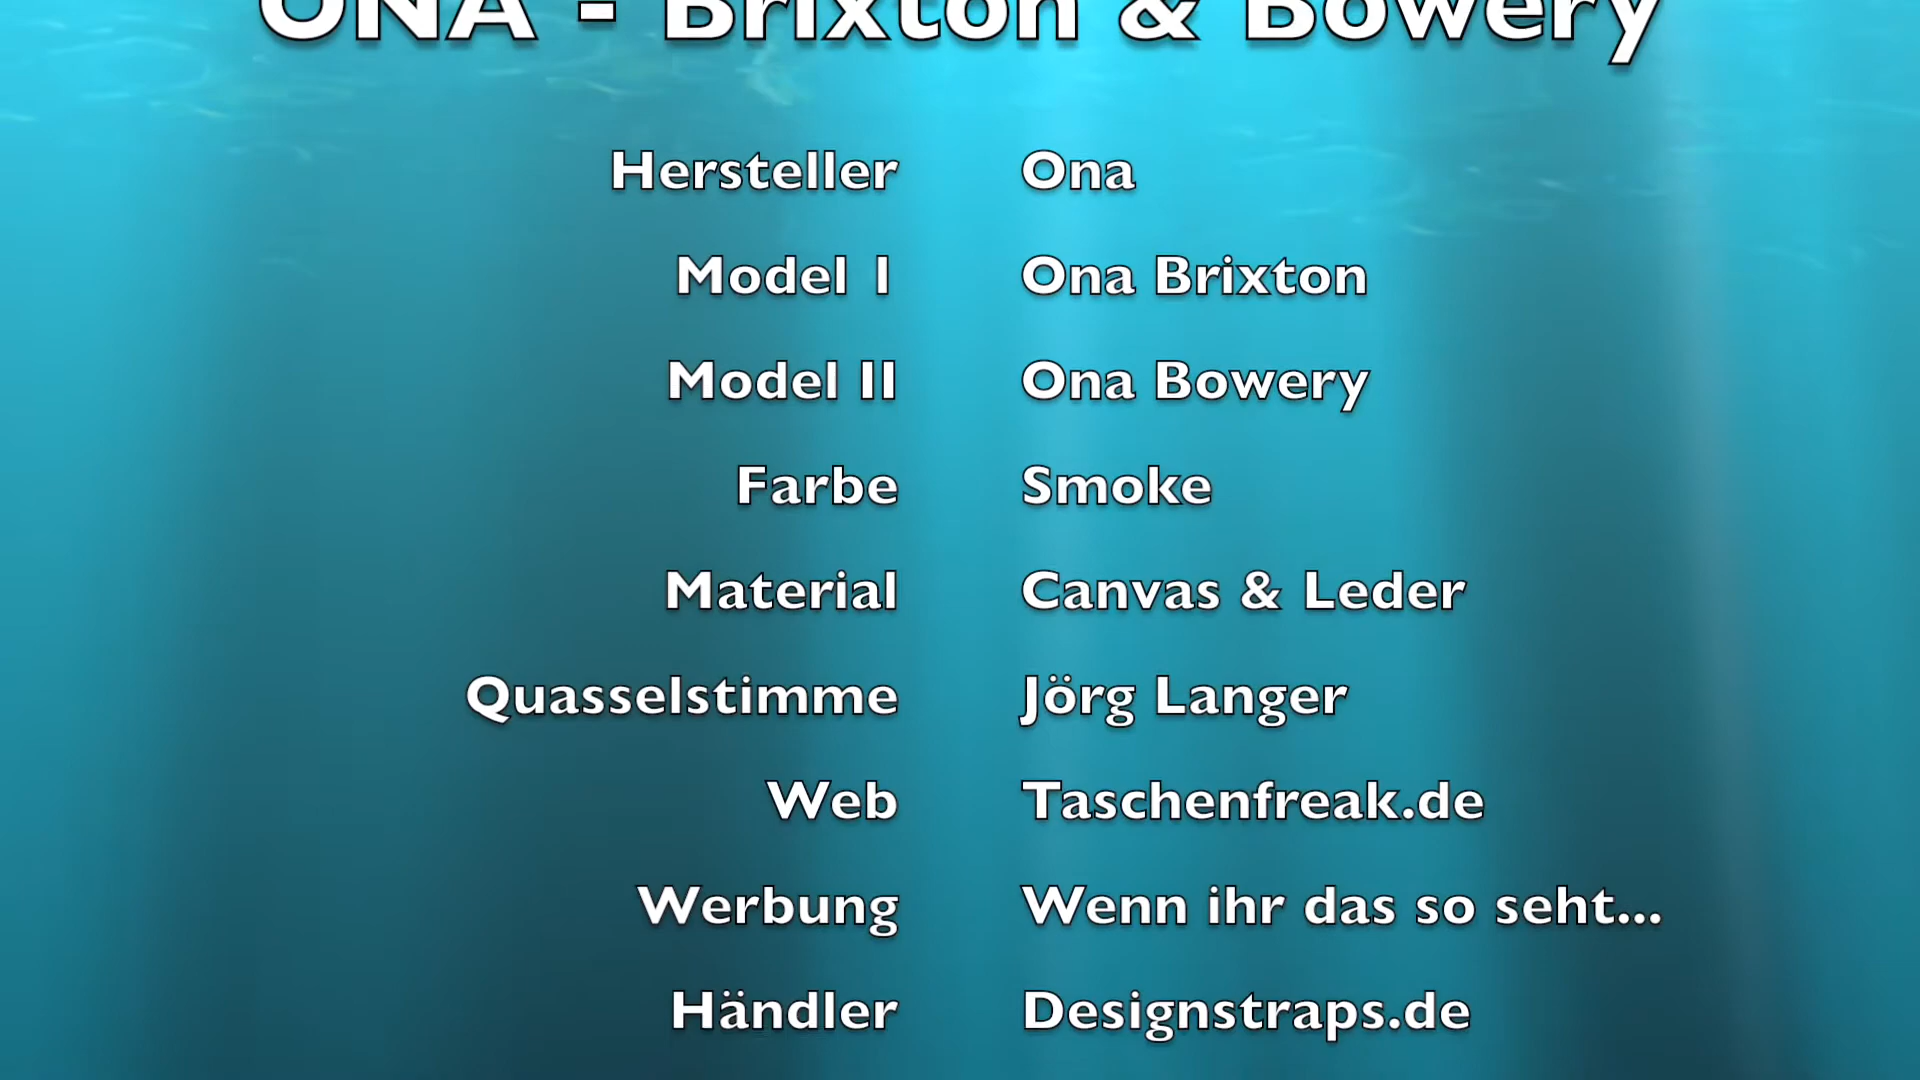 ONA - Brixton & Bowery
Hersteller Ona
Model I Ona Brixton
Model II Ona Bowery
Farbe Smoke
Material Canvas & Leder
Quasselstimme Jörg Langer
Web Taschenfreak.de
Werbung Wenn ihr das so seht...
Händler Designstraps.de